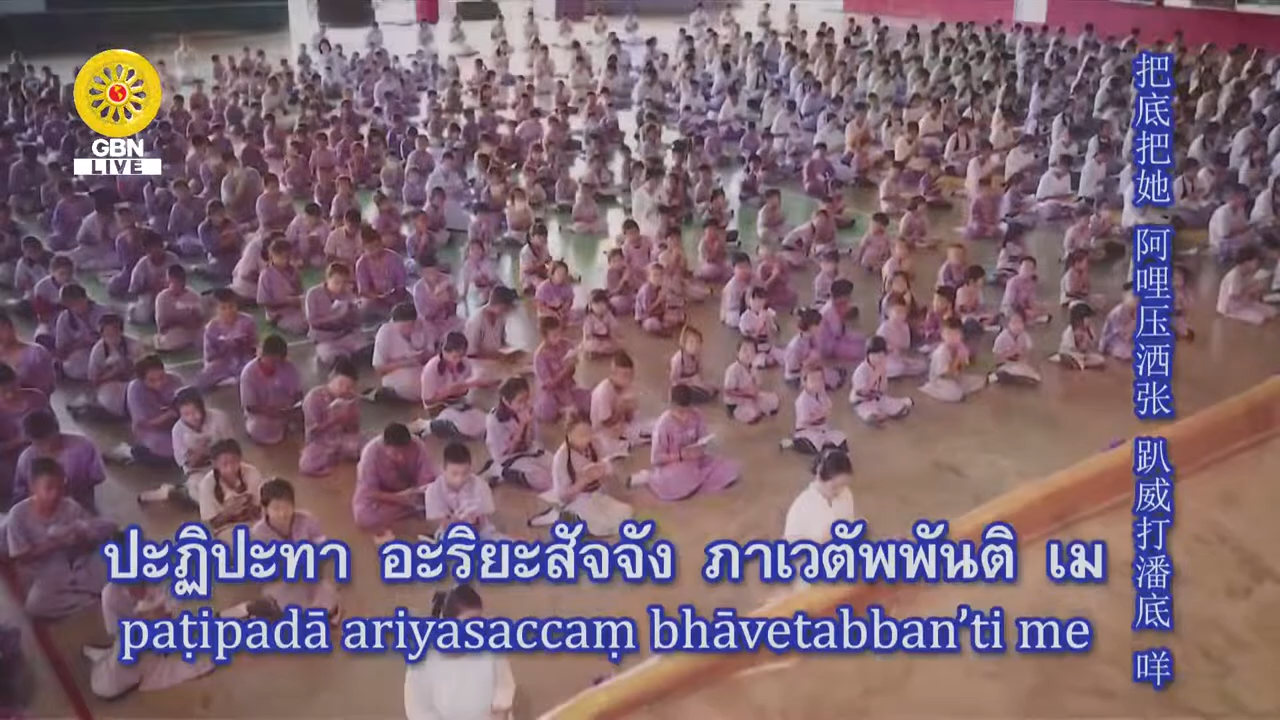 GBN
LIVE
ปะฏิปะทา อะริยะสัจจัง ภาเวตัพพันติ เม
paṭipadā ariyasaccaṃ bhāvetabban’ti me
把底把她 阿哩压洒张 趴威打潘底 咩